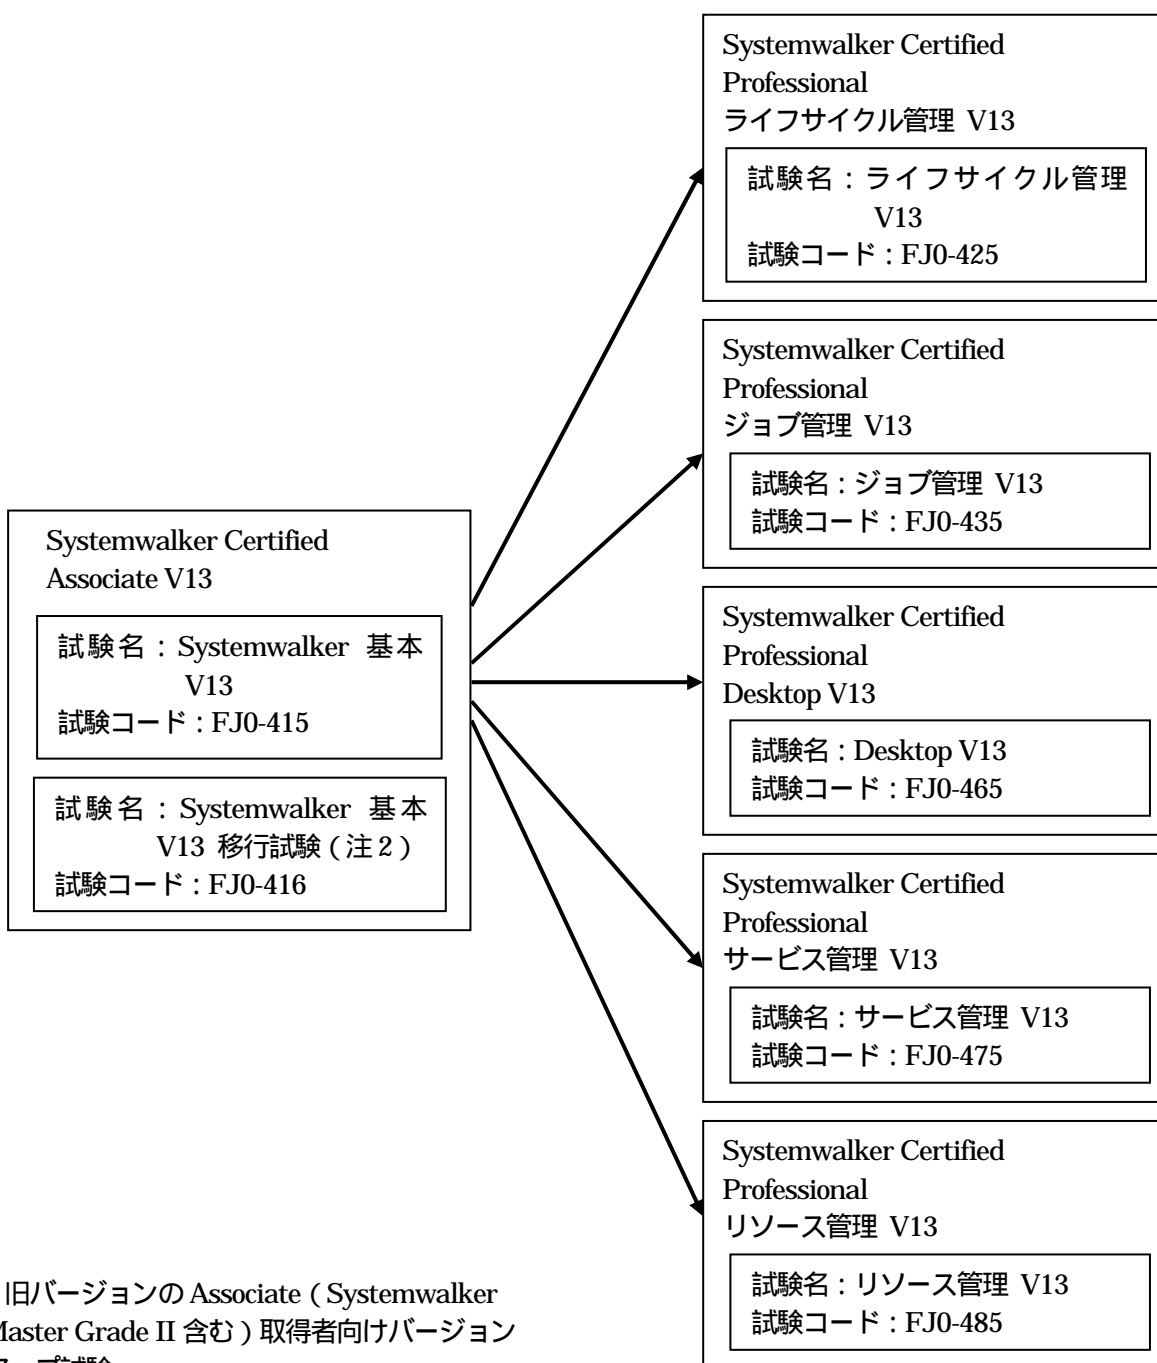 Systemwalker Certified
Associate V13
試験名：Systemwalker 基本
V13
試験コード：FJ0-415
試験名：Systemwalker 基本
V13 移行試験（注２）
試験コード：FJ0-416
Systemwalker Certified
Professional
ライフサイクル管理 V13
試験名：ライフサイクル管理
V13
試験コード：FJ0-425
Systemwalker Certified
Professional
ジョブ管理 V13
試験名：ジョブ管理 V13
試験コード：FJ0-435
Systemwalker Certified
Professional
Desktop V13
試験名：Desktop V13
試験コード：FJ0-465
Systemwalker Certified
Professional
サービス管理 V13
試験名：サービス管理 V13
試験コード：FJ0-475
Systemwalker Certified
Professional
リソース管理 V13
試験名：リソース管理 V13
試験コード：FJ0-485
旧バージョンの Associate（Systemwalker
Master Grade II 含む）取得者向けバージョン
プ試験